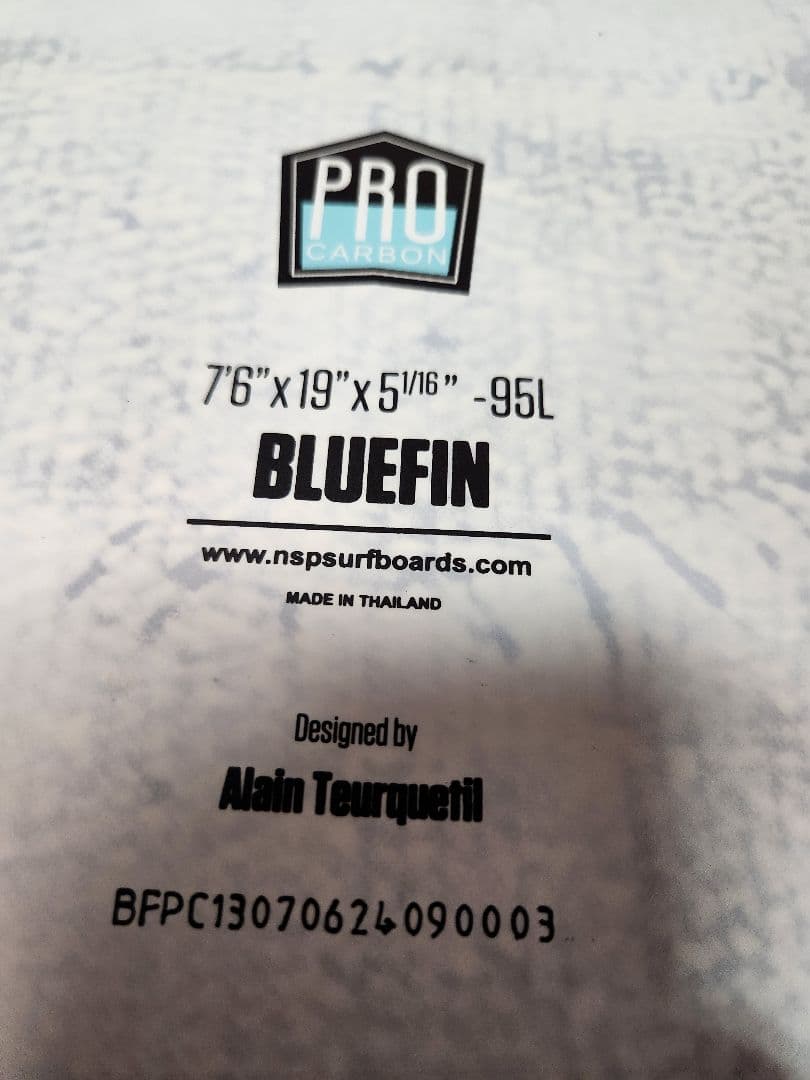 PRO
CARBON
7'6"x19"x5 1/16" -95L
BLUEFIN
www.nspsurfboards.com
MADE IN THAILAND
Designed by
Alain Teurquetil
BFPC13070624090003